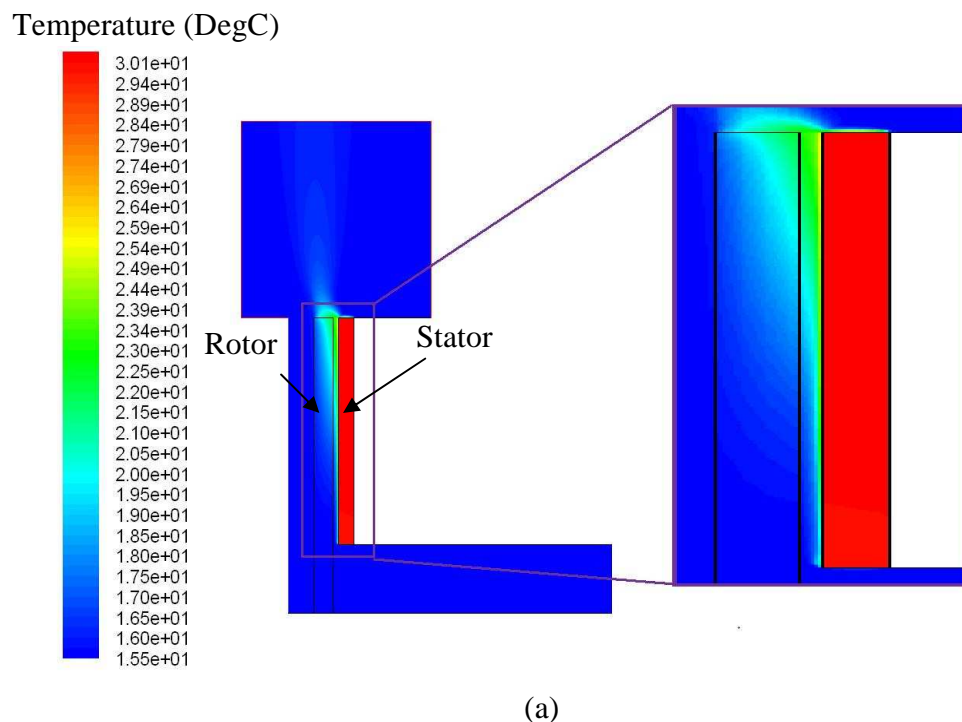 Temperature (DegC)
3.01e+01
2.94e+01
2.89e+01
2.84e+01
2.79e+01
2.74e+01
2.69e+01
2.64e+01
2.59e+01
2.54e+01
2.49e+01
2.44e+01
2.39e+01
2.34e+01
2.30e+01
2.25e+01
2.20e+01
2.15e+01
2.10e+01
2.05e+01
2.00e+01
1.95e+01
1.90e+01
1.85e+01
1.80e+01
1.75e+01
1.70e+01
1.65e+01
1.60e+01
1.55e+01
Rotor
Stator
(a)